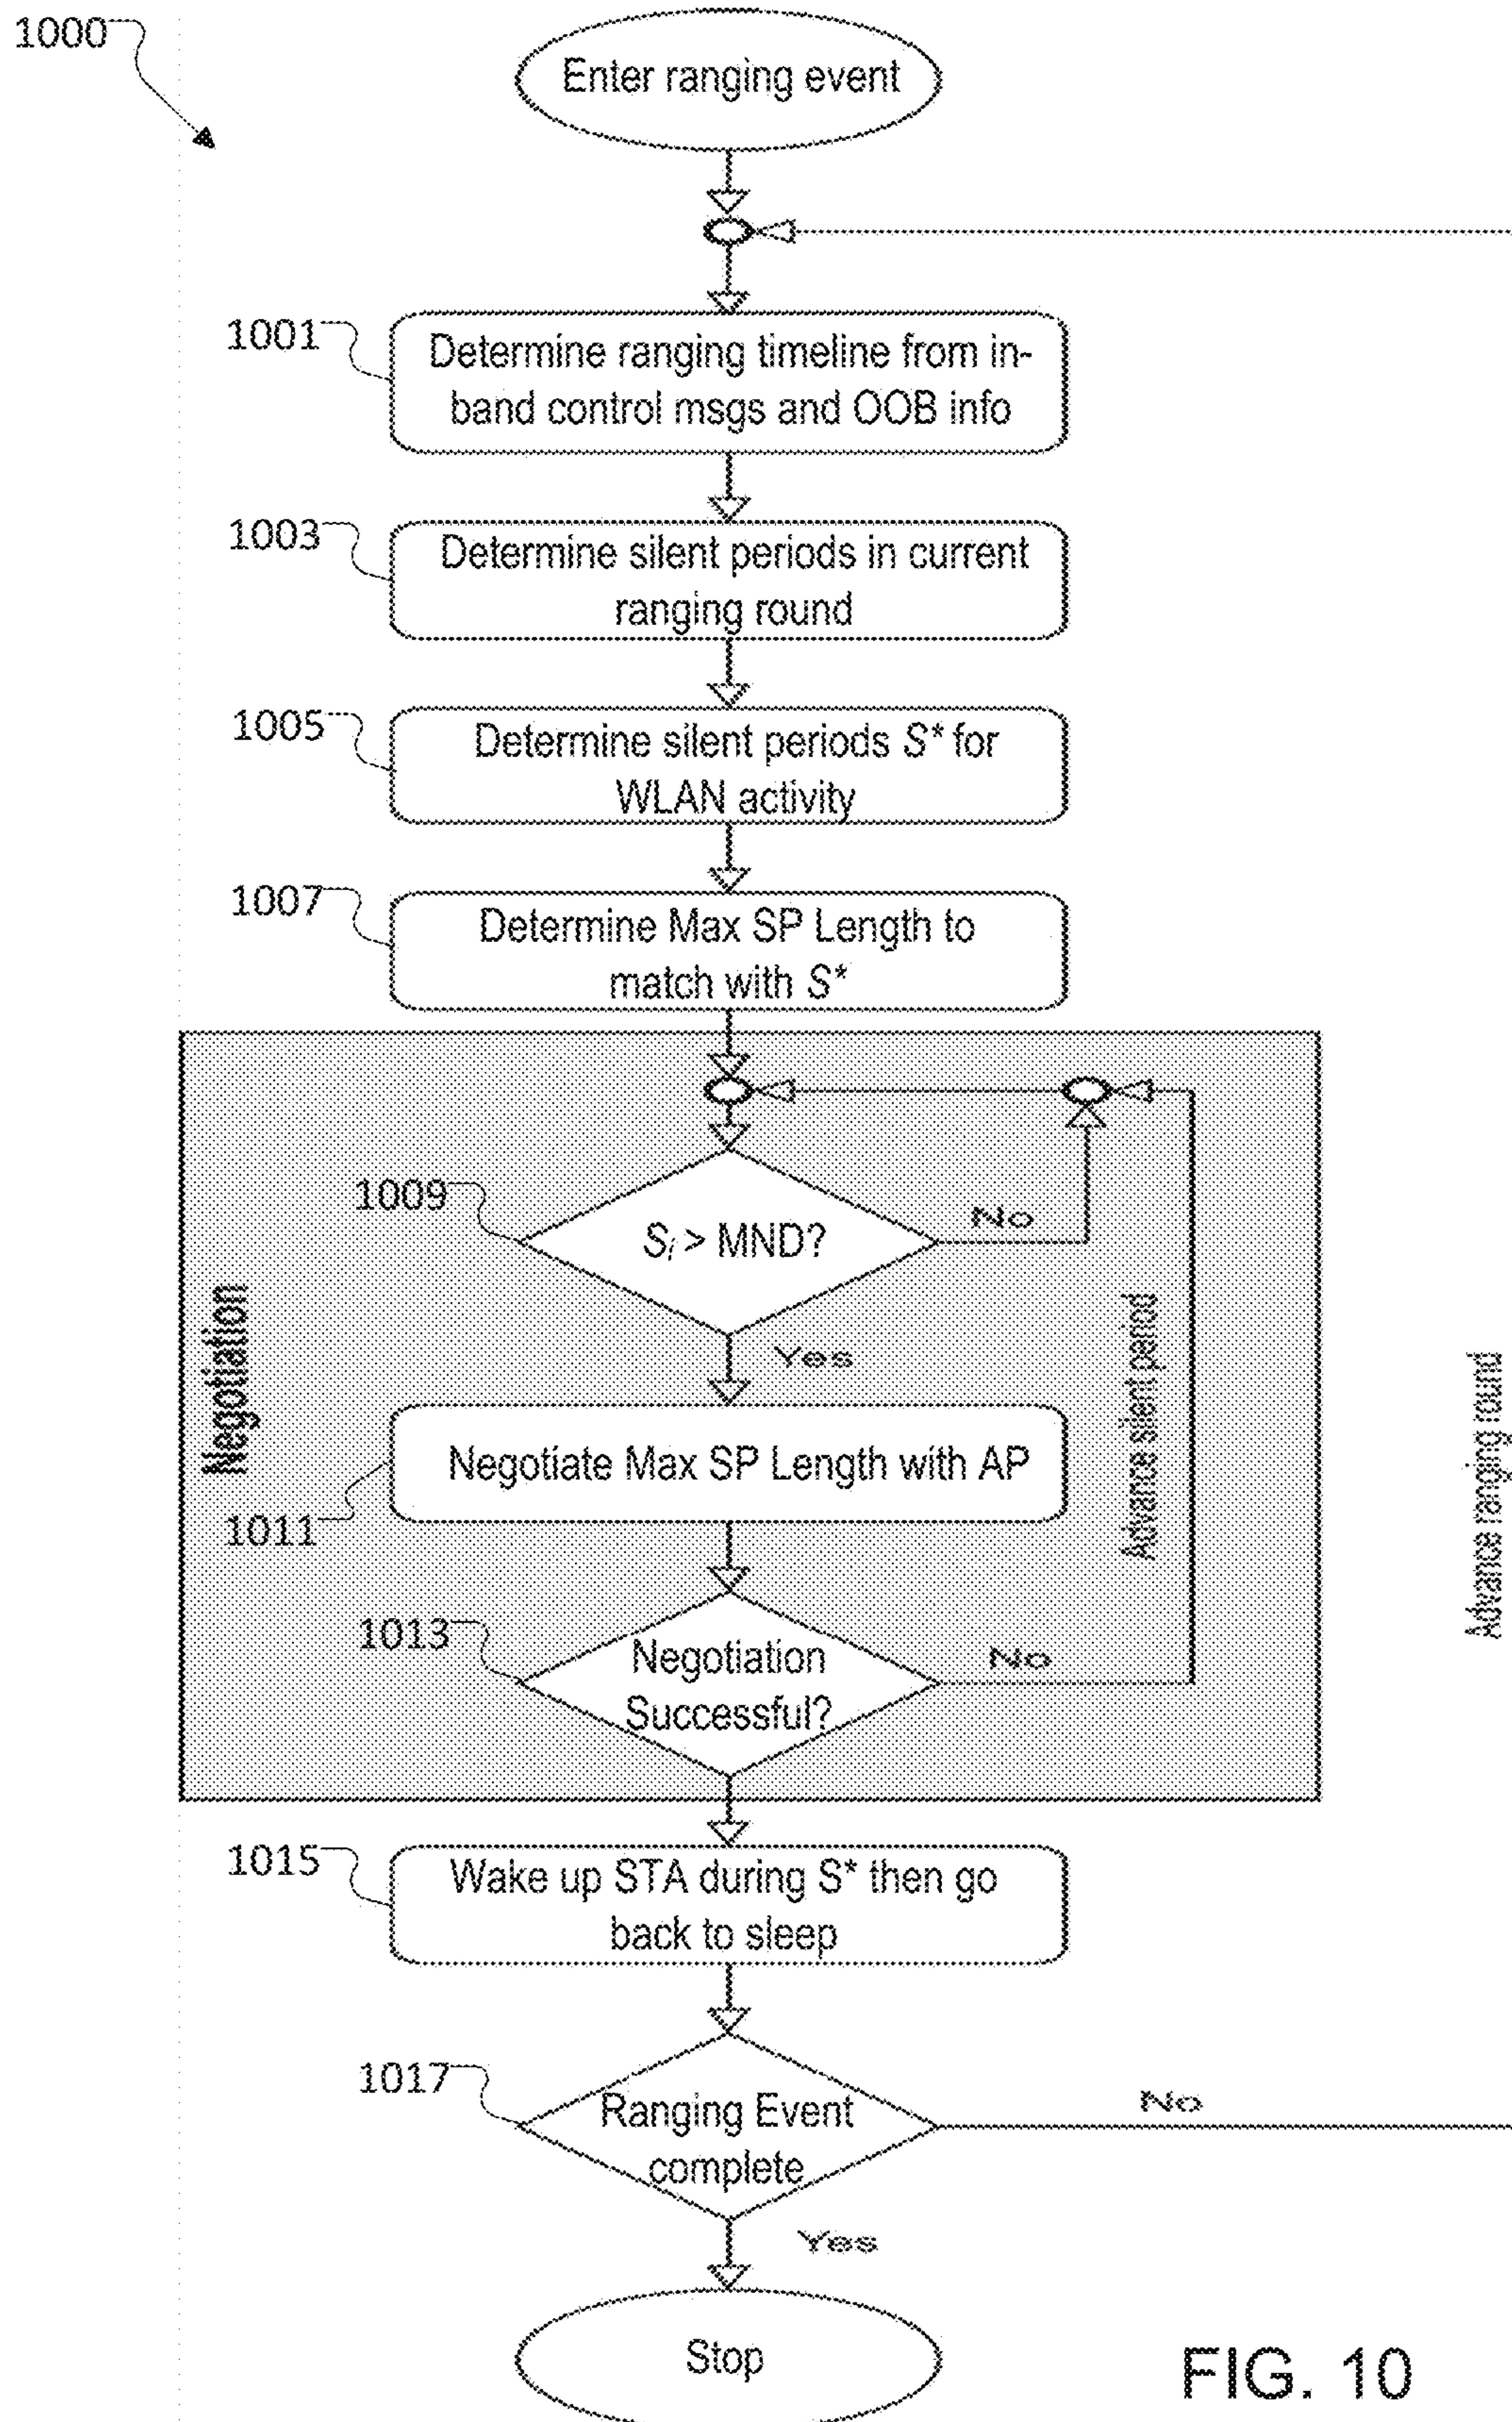 1000
Enter ranging event
1001
Determine ranging timeline from in-
band control msgs and OOB info
1003
Determine silent periods in current
ranging round
1005
Determine silent periods S* for
WLAN activity
1007
Determine Max SP Length to
match with S*
Negotiation
1009
Si > MND?
No
Yes
Advance silent period
Advance ranging round
1011
Negotiate Max SP Length with AP
1013
Negotiation
Successful?
No
1015
Wake up STA during S* then go
back to sleep
1017
Ranging Event
complete
No
Yes
Stop
FIG. 10